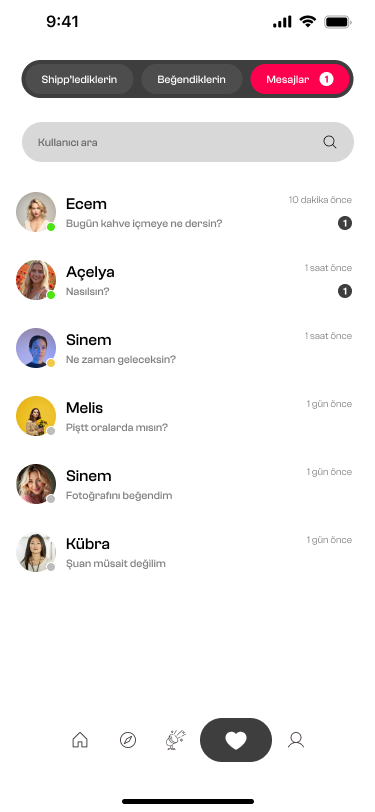 9:41
Shipp'lediklerin Beğendiklerin Mesajlar 1
Kullanıcı ara
Ecem 10 dakika önce
Bugün kahve içmeye ne dersin? 1
Açelya 1 saat önce
Nasılsın? 1
Sinem 1 saat önce
Ne zaman geleceksin?
Melis 1 gün önce
Piştt oralarda mısın?
Sinem 1 gün önce
Fotoğrafını beğendim
Kübra 1 gün önce
Şuan müsait değilim